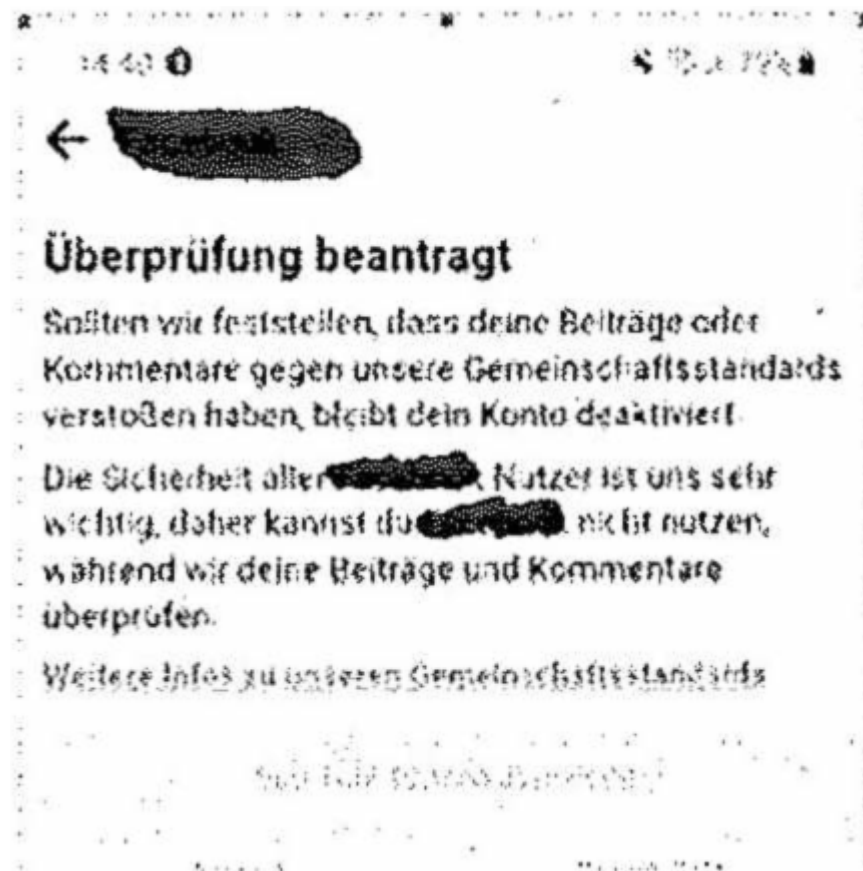 Überprüfung beantragt
Sollten wir feststellen, dass deine Beiträge oder
Kommentare gegen unsere Gemeinschaftsstandards
verstoßen haben, bleibt dein Konto deaktiviert.
Die Sicherheit aller Nutzer ist uns sehr
wichtig, daher kannst du nicht nutzen,
während wir deine Beiträge und Kommentare
überprüfen.
Weitere Infos zu unseren Gemeinschaftsstandards